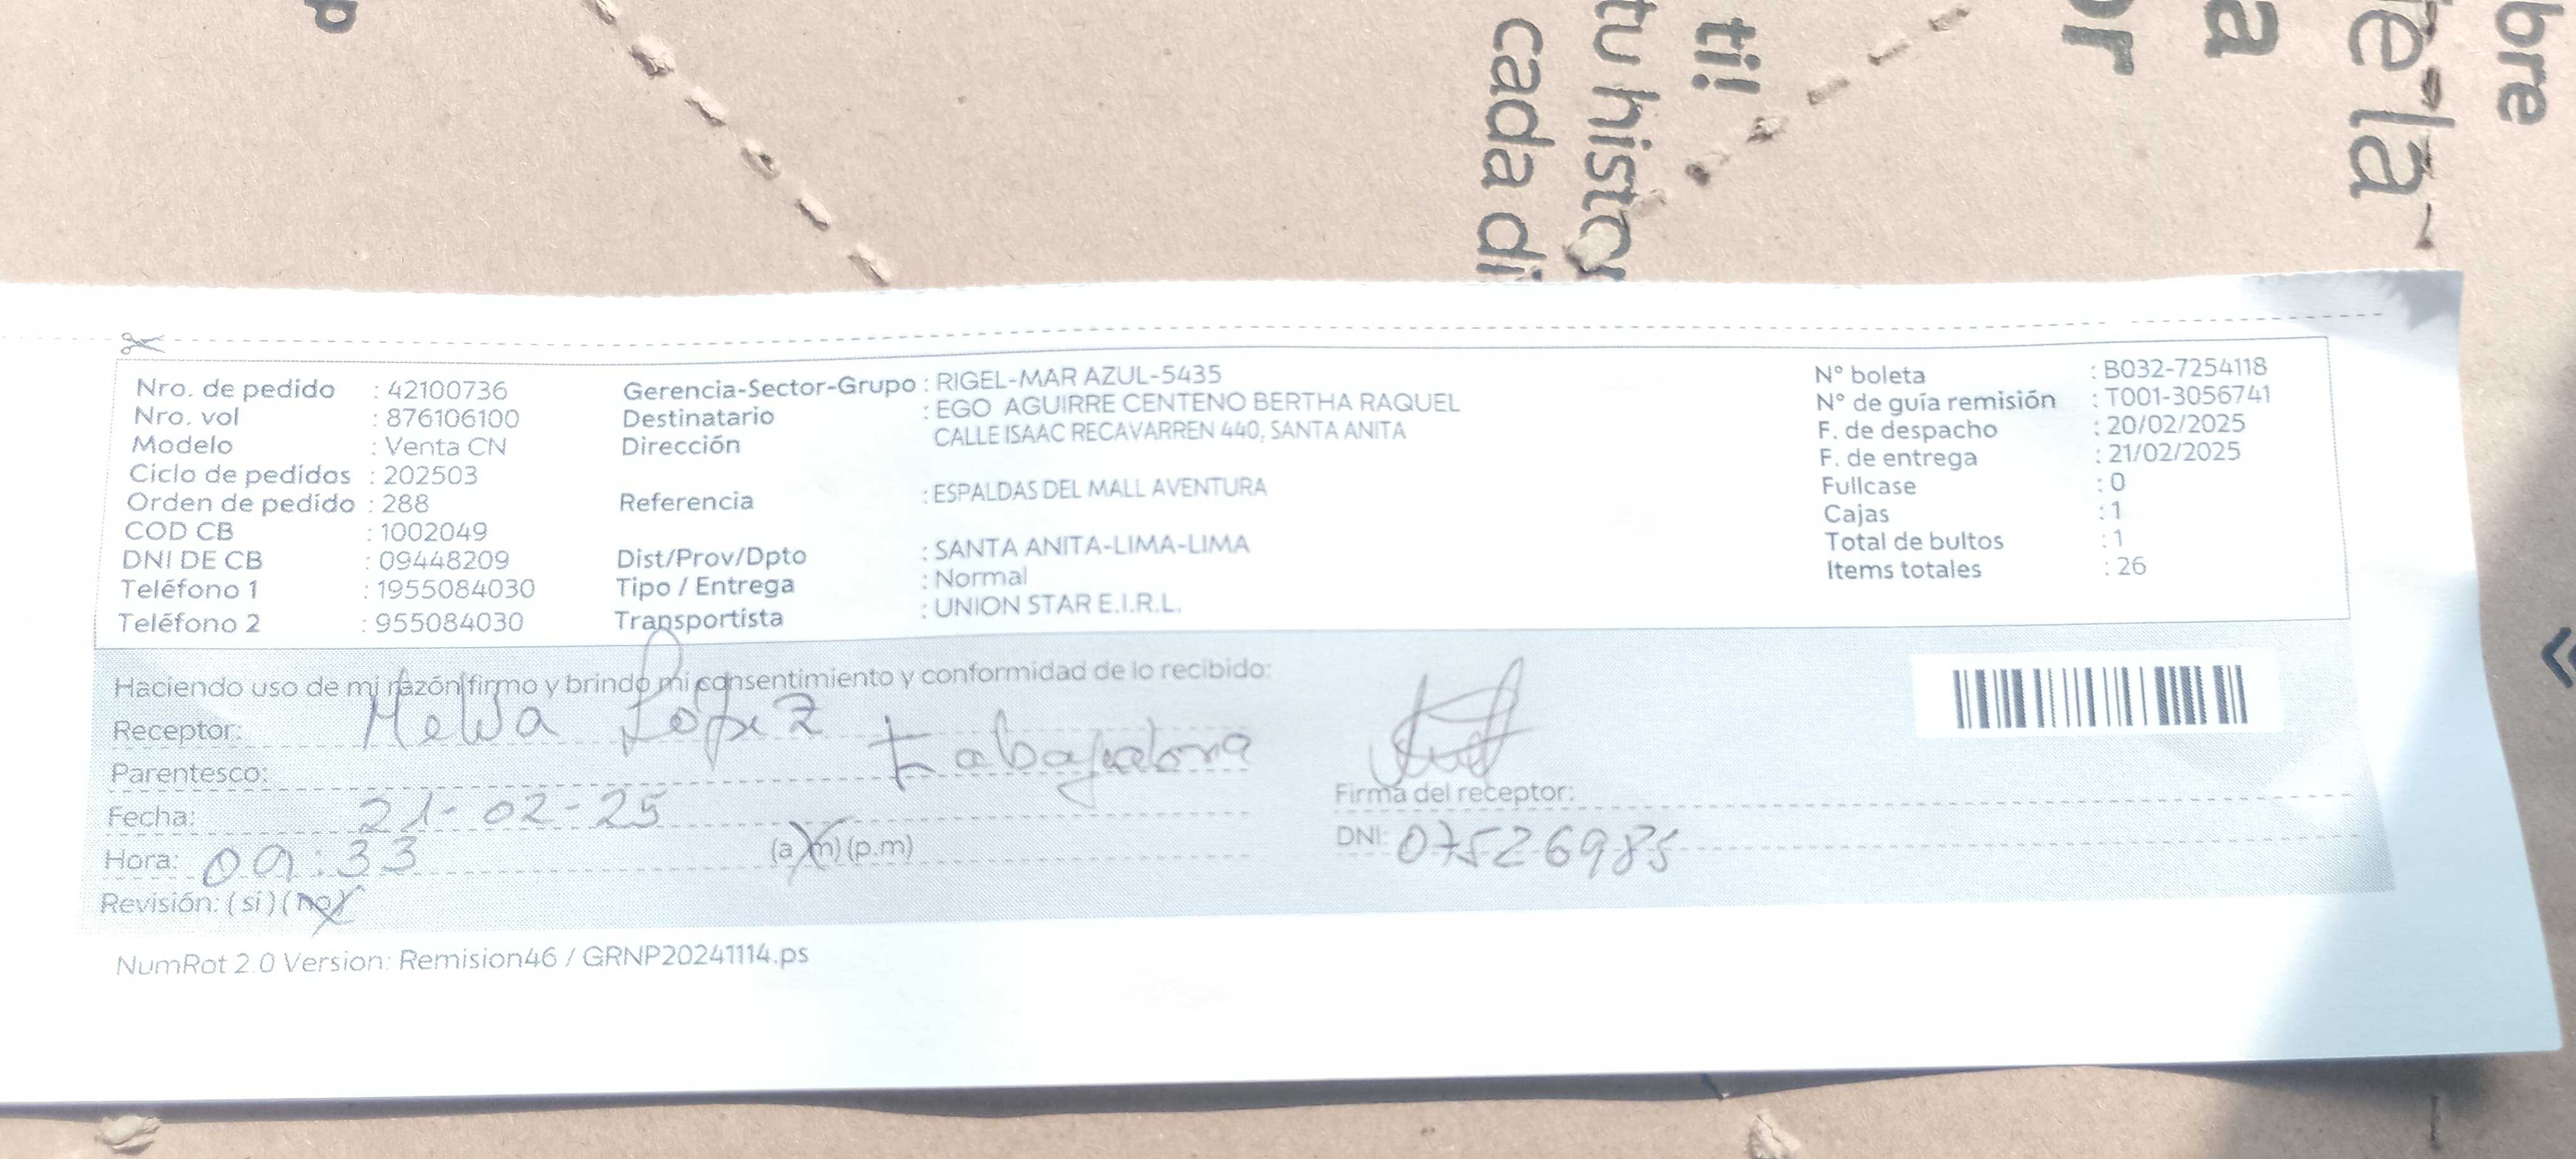 p
ti!
tu histo
cada di
or
a
e la
bre
Nro. de pedido : 42100736
Nro. vol : 876106100
Modelo : Venta CN
Ciclo de pedidos : 202503
Orden de pedido : 288
COD CB : 1002049
DNI DE CB : 09448209
Teléfono 1 : 1955084030
Teléfono 2 : 955084030
Gerencia-Sector-Grupo : RIGEL-MAR AZUL-5435
Destinatario : EGO AGUIRRE CENTENO BERTHA RAQUEL
Dirección CALLE ISAAC RECAVARREN 440, SANTA ANITA
Referencia : ESPALDAS DEL MALL AVENTURA
Dist/Prov/Dpto : SANTA ANITA-LIMA-LIMA
Tipo / Entrega : Normal
Transportista : UNION STAR E.I.R.L.
N° boleta : B032-7254118
N° de guía remisión : T001-3056741
F. de despacho : 20/02/2025
F. de entrega : 21/02/2025
Fullcase : 0
Cajas : 1
Total de bultos : 1
Items totales : 26
Haciendo uso de mi razón firmo y brindo mi consentimiento y conformidad de lo recibido:
Receptor: López
Parentesco: trabajadora
Fecha: 21-02-25
Hora: 09:33 (a.m) (p.m)
Revisión: (si) (no)
Firma del receptor:
DNI: 07526985
NumRot 2.0 Version: Remision46 / GRNP20241114.ps